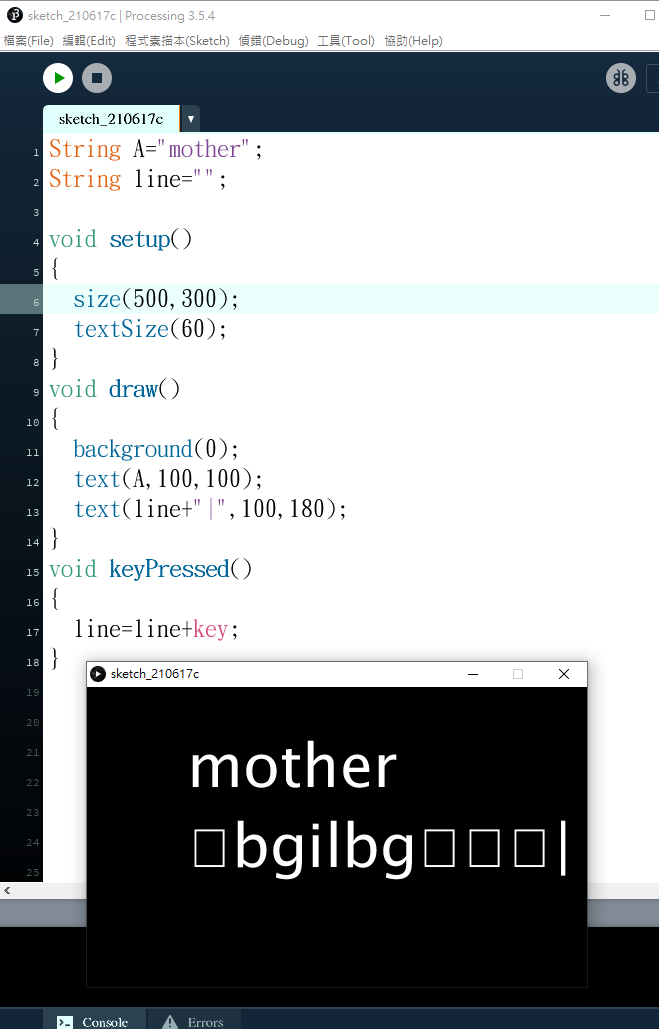 sketch_210617c | Processing 3.5.4
檔案(File) 編輯(Edit) 程式素描本(Sketch) 偵錯(Debug) 工具(Tool) 協助(Help)
sketch_210617c ▼
1 String A="mother";
2 String line="";
3
4 void setup()
5 {
6 size(500,300);
7 textSize(60);
8 }
9 void draw()
10 {
11 background(0);
12 text(A,100,100);
13 text(line+"|",100,180);
14 }
15 void keyPressed()
16 {
17 line=line+key;
18 }
19
20
21
22
23
24
25
sketch_210617c
mother
□bgilbg□□□|
Console Errors